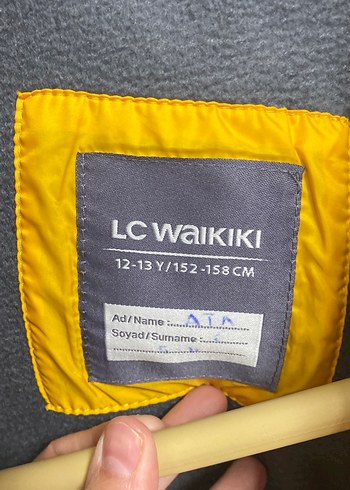 LC WAIKIKI
12-13 Y/152-158 CM
Ad/Name :........ATA
Soyad/Surname :........